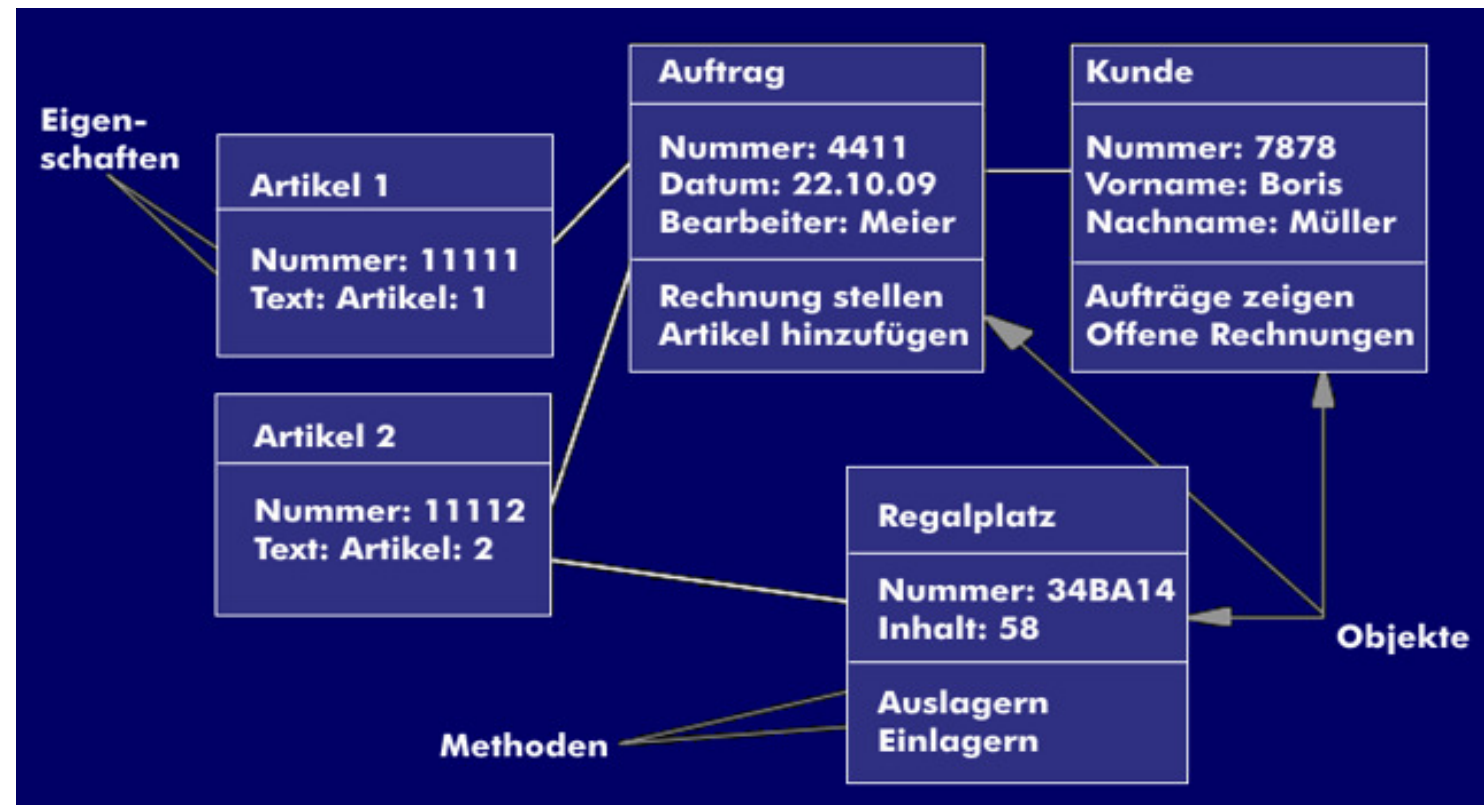 Eigen-
schaften
Artikel 1
Nummer: 11111
Text: Artikel: 1
Artikel 2
Nummer: 11112
Text: Artikel: 2
Auftrag
Nummer: 4411
Datum: 22.10.09
Bearbeiter: Meier
Rechnung stellen
Artikel hinzufügen
Kunde
Nummer: 7878
Vorname: Boris
Nachname: Müller
Aufträge zeigen
Offene Rechnungen
Regalplatz
Nummer: 34BA14
Inhalt: 58
Auslagern
Einlagern
Objekte
Methoden